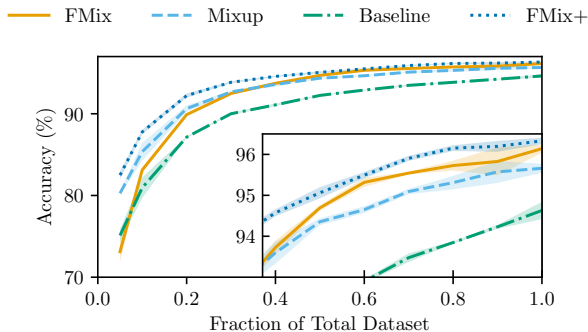 FMix Mixup Baseline FMix+
Accuracy (%)
90
80
70
96
95
94
0.0 0.2 0.4 0.6 0.8 1.0
Fraction of Total Dataset